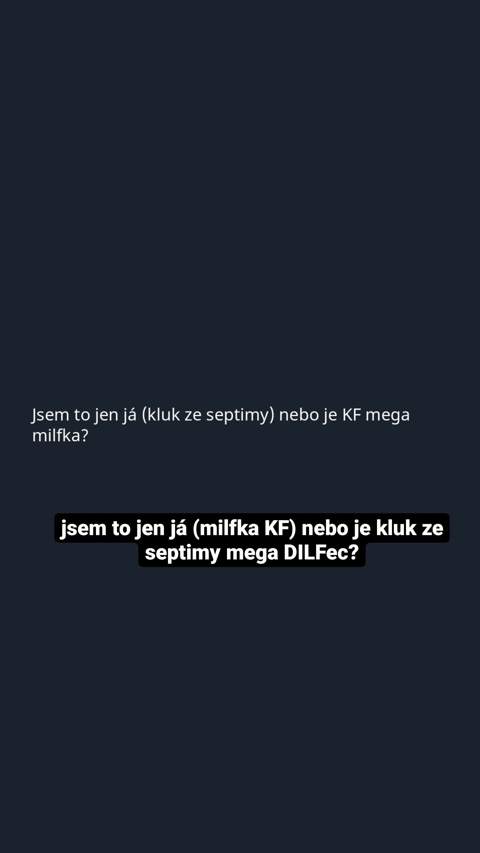 Jsem to jen já (kluk ze septimy) nebo je KF mega
milfka?
jsem to jen já (milfka KF) nebo je kluk ze
septimy mega DILFec?